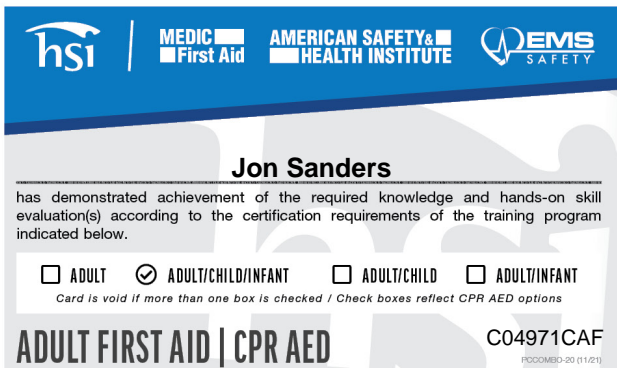 hsi
MEDIC First Aid
AMERICAN SAFETY& HEALTH INSTITUTE
EMS SAFETY
Jon Sanders
has demonstrated achievement of the required knowledge and hands-on skill
evaluation(s) according to the certification requirements of the training program
indicated below.
ADULT ADULT/CHILD/INFANT ADULT/CHILD ADULT/INFANT
Card is void if more than one box is checked / Check boxes reflect CPR AED options
ADULT FIRST AID | CPR AED
C04971CAF
PCCOMBO-20 (11/21)